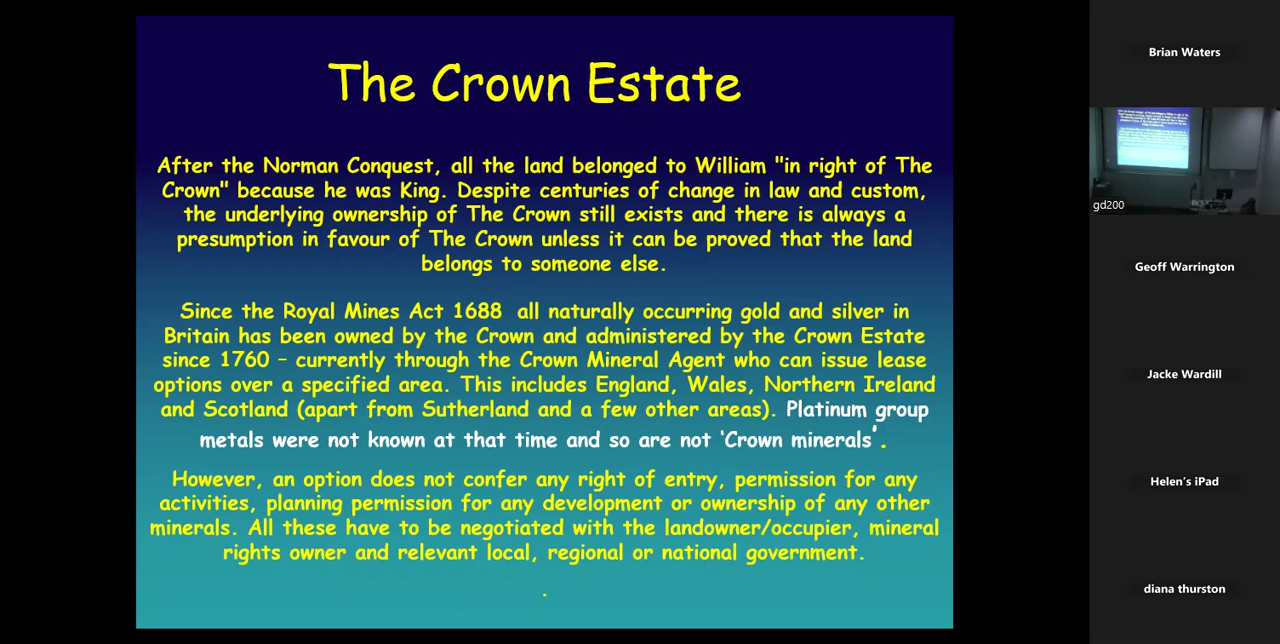 The Crown Estate
After the Norman Conquest, all the land belonged to William "in right of The
Crown" because he was King. Despite centuries of change in law and custom,
the underlying ownership of The Crown still exists and there is always a
presumption in favour of The Crown unless it can be proved that the land
belongs to someone else.
Since the Royal Mines Act 1688 all naturally occurring gold and silver in
Britain has been owned by the Crown and administered by the Crown Estate
since 1760 – currently through the Crown Mineral Agent who can issue lease
options over a specified area. This includes England, Wales, Northern Ireland
and Scotland (apart from Sutherland and a few other areas). Platinum group
metals were not known at that time and so are not ‘Crown minerals’.
However, an option does not confer any right of entry, permission for any
activities, planning permission for any development or ownership of any other
minerals. All these have to be negotiated with the landowner/occupier, mineral
rights owner and relevant local, regional or national government.
.
Brian Waters
gd200
Geoff Warrington
Jacke Wardill
Helen's iPad
diana thurston